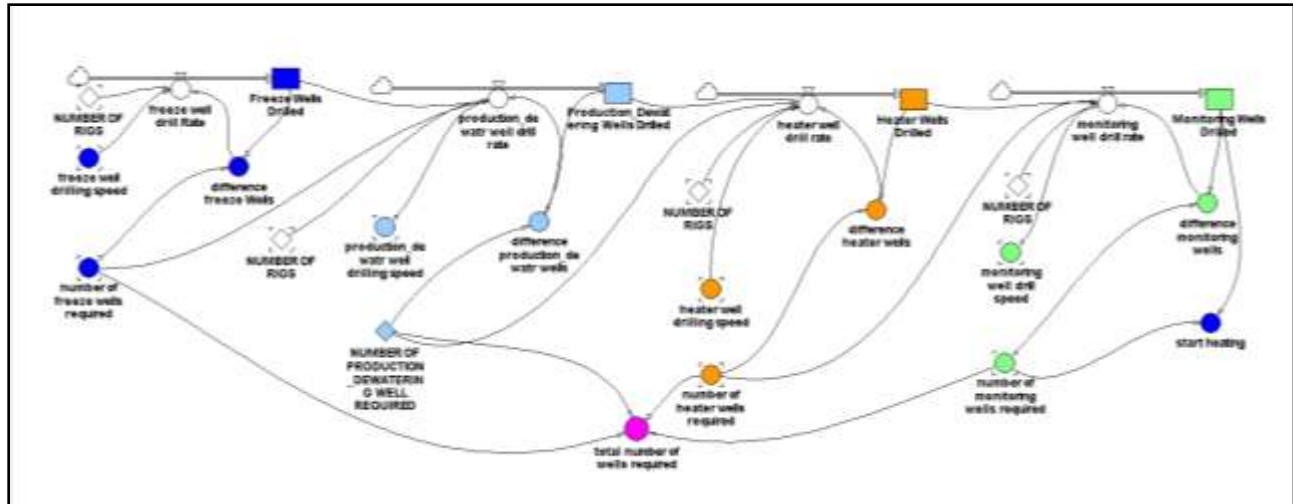 freeze well
drill Rate
Freeze Wells
Drilled
NUMBER OF
RIGS
freeze well
drilling speed
difference
freeze Wells
number of
freeze wells
required
production_de
watr well drill
rate
Production_Dewat
ering Wells Drilled
NUMBER OF
RIGS
production_de
watr well
drilling speed
difference
production_de
watr wells
NUMBER OF
PRODUCTION
_DEWATERIN
G WELL
REQUIRED
heater well
drill rate
Heater Wells
Drilled
NUMBER OF
RIGS
difference
heater wells
heater well
drilling speed
number of
heater wells
required
total number of
wells required
monitoring
well drill rate
Monitoring Wells
Drilled
NUMBER OF
RIGS
difference
monitoring
wells
monitoring
well drill
speed
start heating
number of
monitoring
wells required